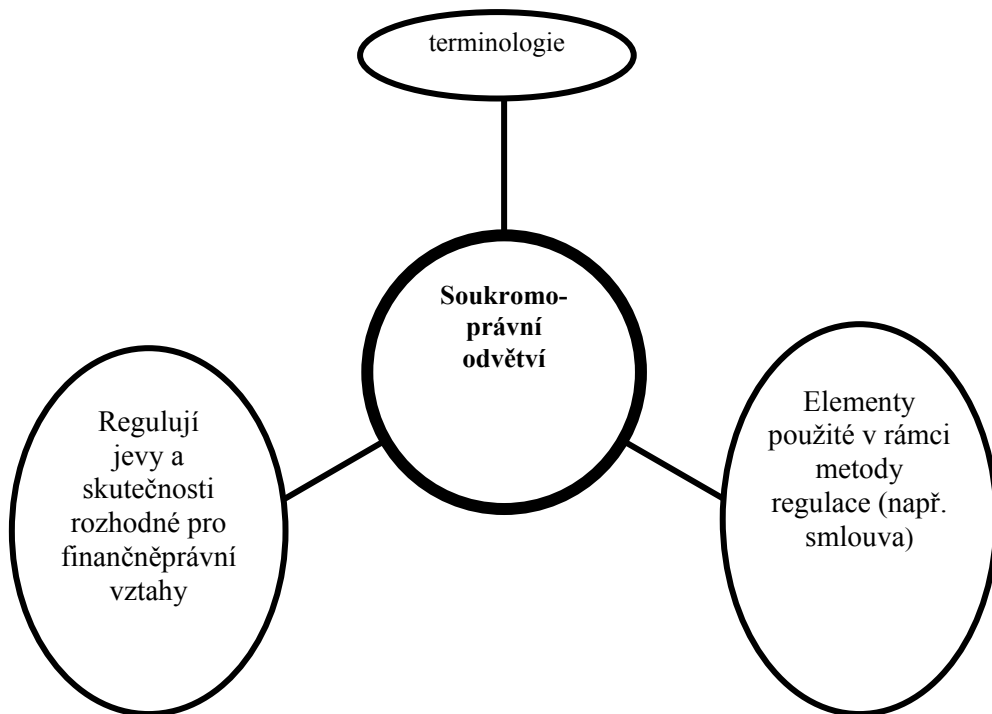 terminologie
Soukromo-
právní
odvětví
Regulují
jevy a
skutečnosti
rozhodné pro
finančněprávní
vztahy
Elementy
použité v rámci
metody
regulace (např.
smlouva)